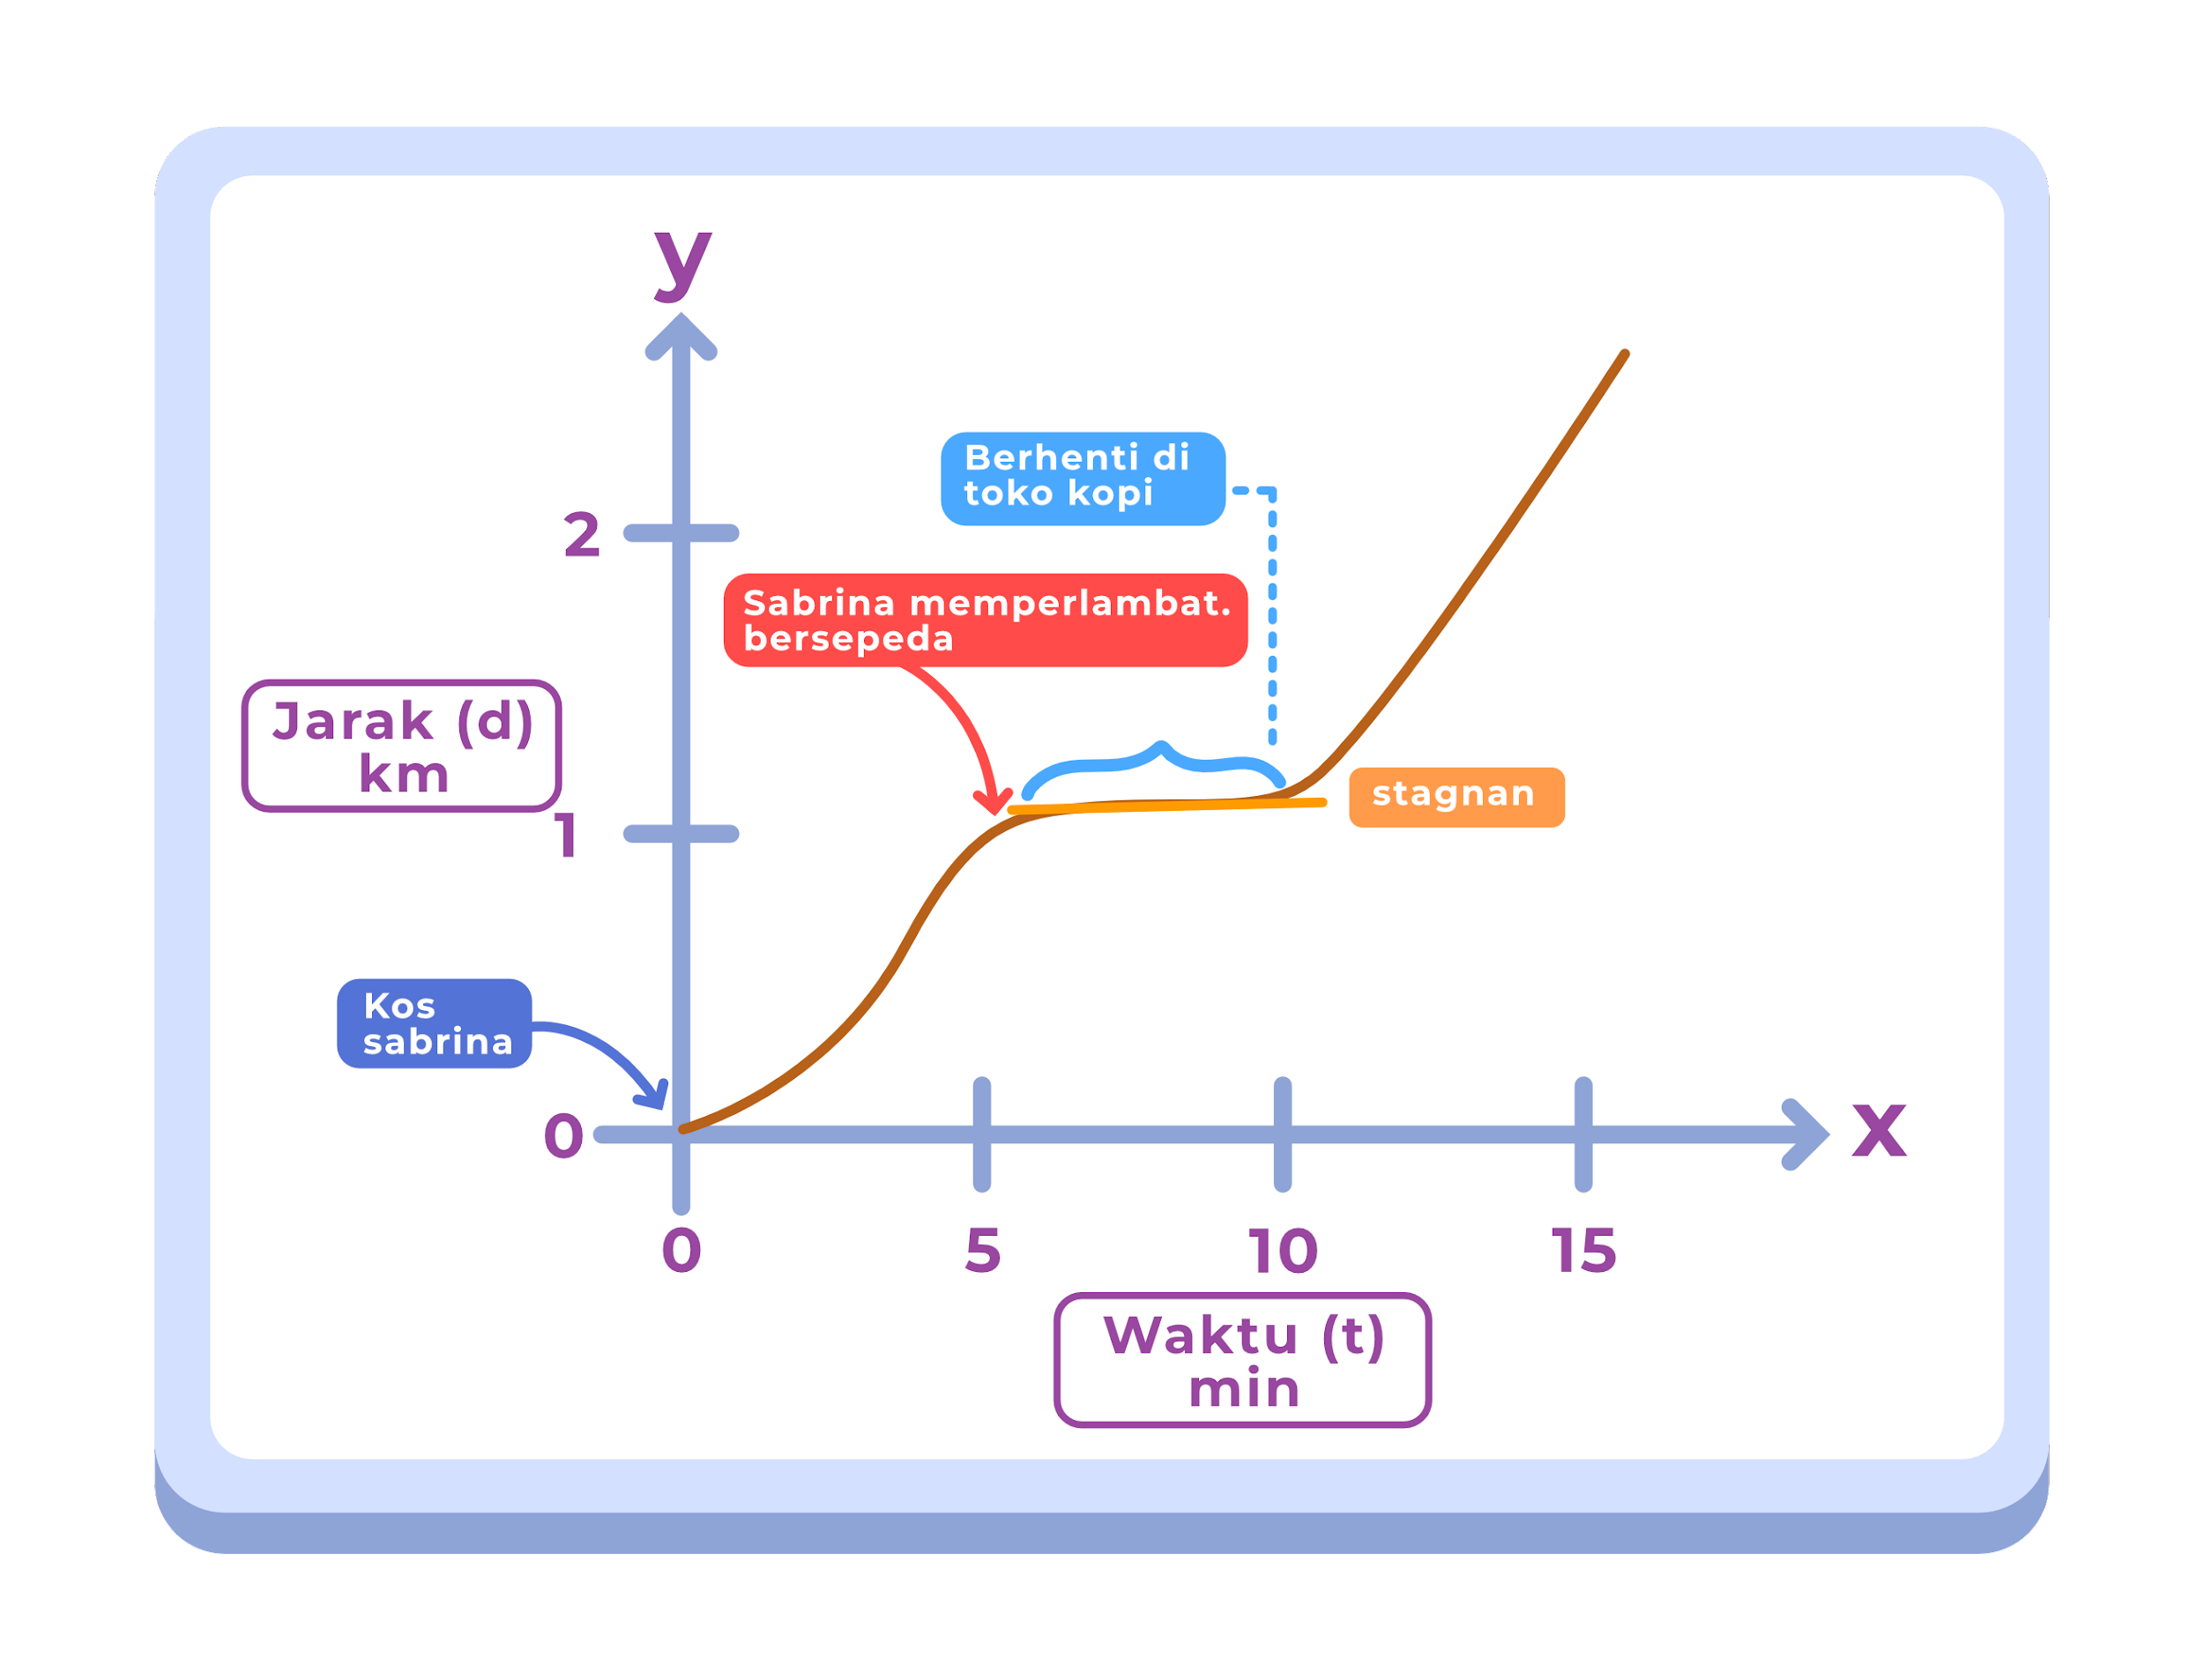 y
Berhenti di
toko kopi
2
Sabrina memperlambat.
bersepeda
Jarak (d)
km
stagnan
1
Kos
sabrina
0
x
0
5
10
15
Waktu (t)
min